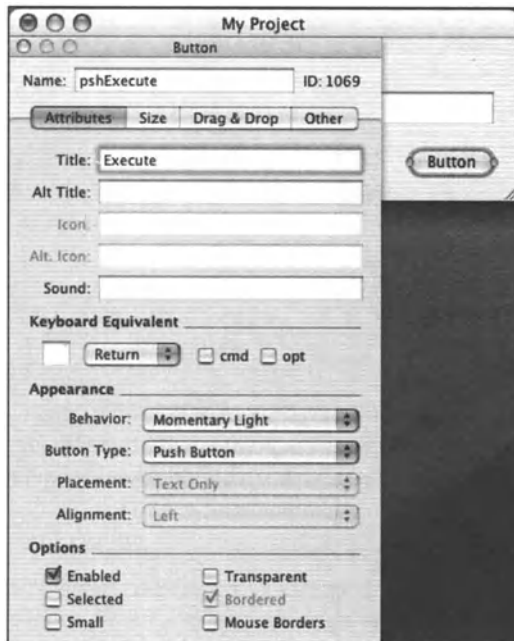 My Project
Button
Name: pshExecute ID: 1069
Attributes Size Drag & Drop Other
Title: Execute
Button
Alt Title:
Icon:
Alt. Icon:
Sound:
Keyboard Equivalent
Return cmd opt
Appearance
Behavior: Momentary Light
Button Type: Push Button
Placement: Text Only
Alignment: Left
Options
Enabled Transparent
Selected Bordered
Small Mouse Borders